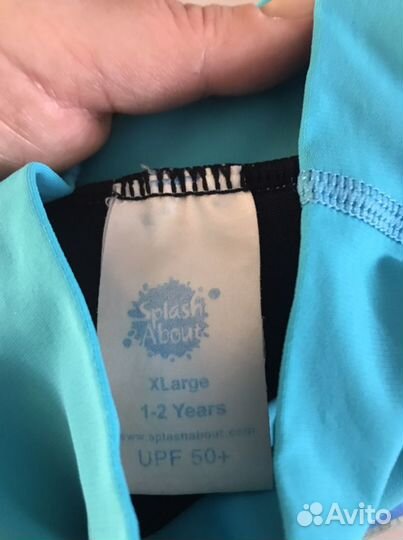 Splash
About
XLarge
1-2 Years
www.splashabout.com
UPF 50+
Avito